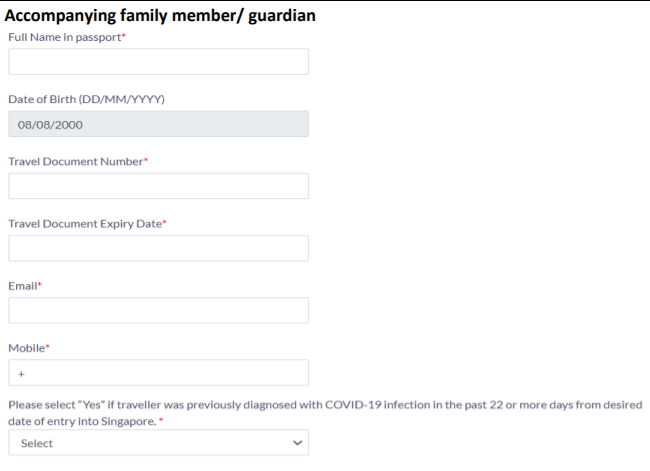 Accompanying family member/ guardian
Full Name in passport*
Date of Birth (DD/MM/YYYY)
08/08/2000
Travel Document Number*
Travel Document Expiry Date*
Email*
Mobile*
+
Please select "Yes" if traveller was previously diagnosed with COVID-19 infection in the past 22 or more days from desired
date of entry into Singapore. *
Select